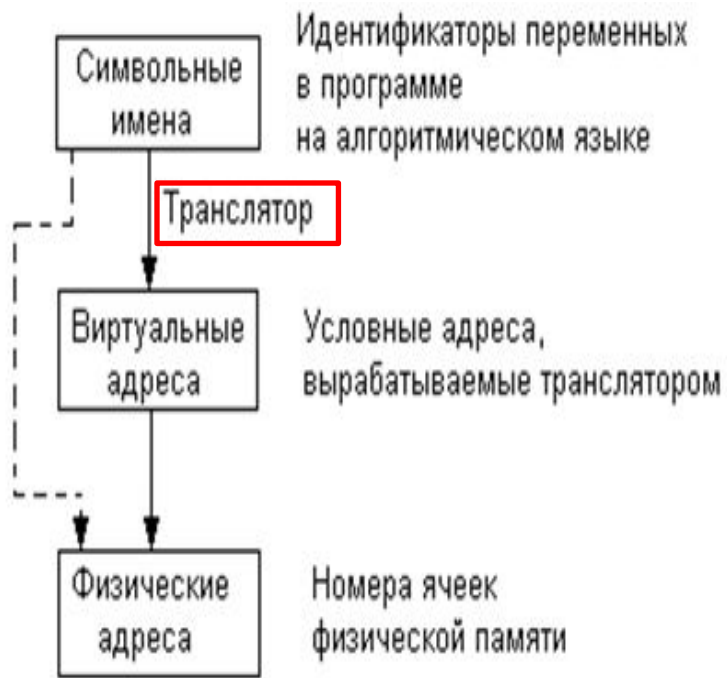 Символьные
имена
Идентификаторы переменных
в программе
на алгоритмическом языке
Транслятор
Виртуальные
адреса
Условные адреса,
вырабатываемые транслятором
Физические
адреса
Номера ячеек
физической памяти